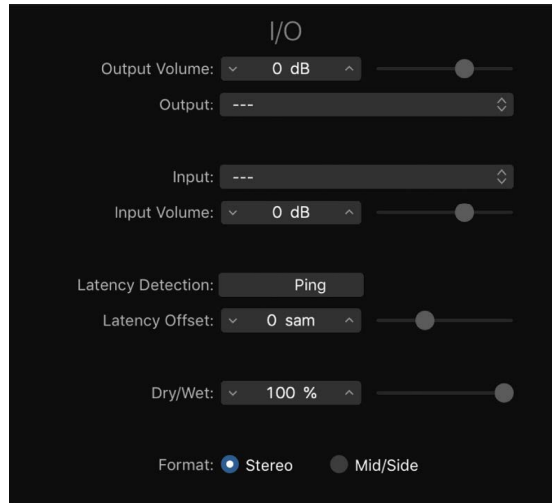 I/O
Output Volume: 0 dB
Output: ---
Input: ---
Input Volume: 0 dB
Latency Detection: Ping
Latency Offset: 0 sam
Dry/Wet: 100 %
Format: Stereo Mid/Side